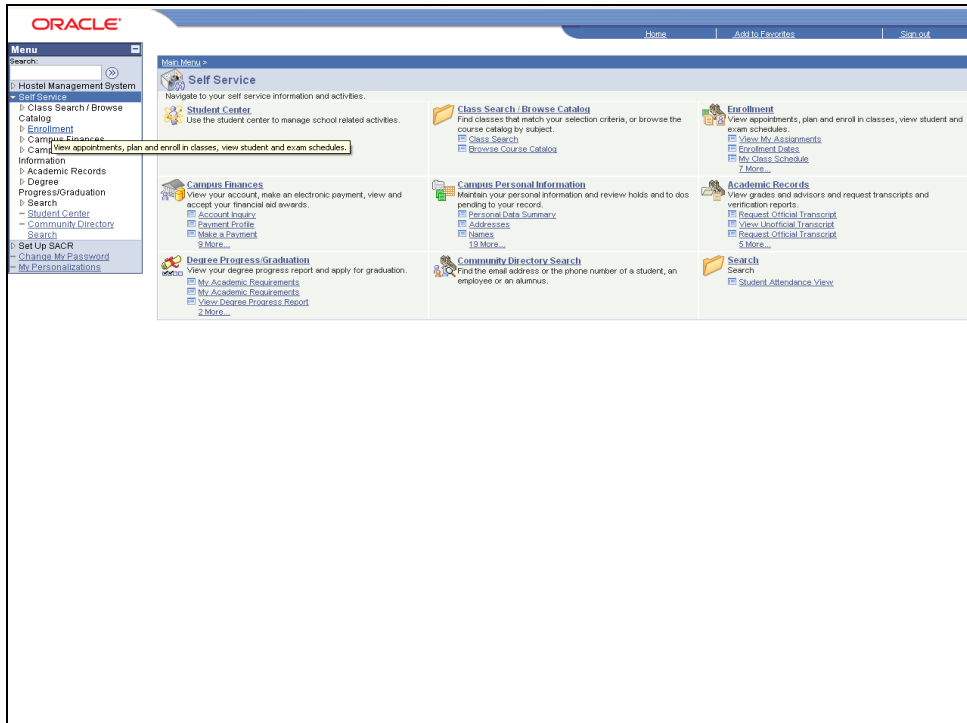 ORACLE
Home
Add to Favorites
Sign out
Menu
Search:
Hostel Management System
Self Service
Class Search / Browse
Catalog
Enrollment
Campus Finances
Camp
View appointments, plan and enroll in classes, view student and exam schedules.
Information
Academic Records
Degree
Progress/Graduation
Search
Student Center
Community Directory
Search
Set Up SACR
Change My Password
My Personalizations
Main Menu >
Self Service
Navigate to your self service information and activities.
Student Center
Use the student center to manage school related activities.
Class Search / Browse Catalog
Find classes that match your selection criteria, or browse the
course catalog by subject.
Class Search
Browse Course Catalog
Enrollment
View appointments, plan and enroll in classes, view student and
exam schedules.
View My Assignments
Enrollment Dates
My Class Schedule
7 More...
Campus Finances
View your account, make an electronic payment, view and
accept your financial aid awards.
Account Inquiry
Payment Profile
Make a Payment
9 More...
Campus Personal Information
Maintain your personal information and review holds and to dos
pending to your record.
Personal Data Summary
Addresses
Names
19 More...
Academic Records
View grades and advisors and request transcripts and
verification reports.
Request Official Transcript
View Unofficial Transcript
Request Official Transcript
5 More...
Degree Progress/Graduation
View your degree progress report and apply for graduation.
My Academic Requirements
My Academic Requirements
View Degree Progress Report
2 More...
Community Directory Search
Find the email address or the phone number of a student, an
employee or an alumnus.
Search
Search
Student Attendance View